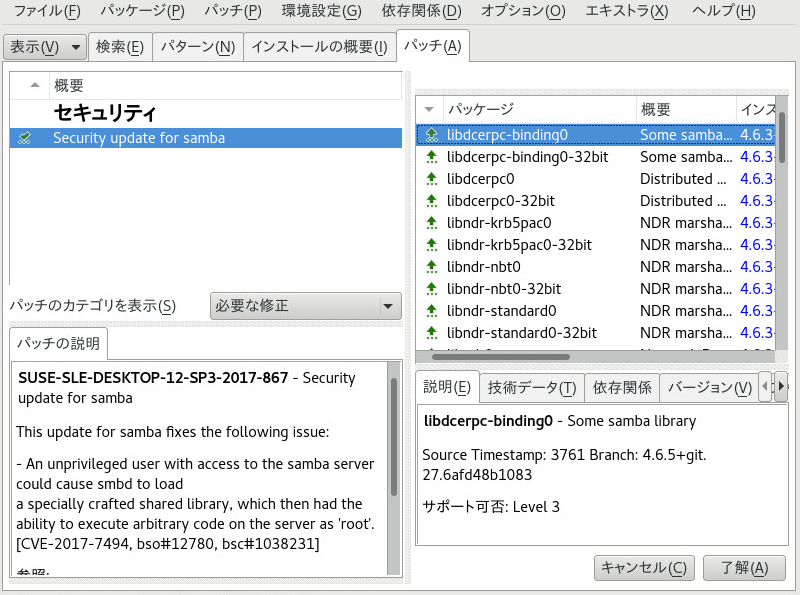 ファイル(F) パッケージ(P) パッチ(P) 環境設定(G) 依存関係(D) オプション(O) エキストラ(X) ヘルプ(H)
表示(V) 検索(E) パターン(N) インストールの概要(I) パッチ(A)
概要
セキュリティ
Security update for samba
パッチのカテゴリを表示(S) 必要な修正
パッチの説明
SUSE-SLE-DESKTOP-12-SP3-2017-867 - Security
update for samba
This update for samba fixes the following issue:
- An unprivileged user with access to the samba server
could cause smbd to load
a specially crafted shared library, which then had the
ability to execute arbitrary code on the server as 'root'.
[CVE-2017-7494, bso#12780, bsc#1038231]
参照:
パッケージ 概要 インス
libdcerpc-binding0 Some samba... 4.6.3-
libdcerpc-binding0-32bit Some samba... 4.6.3-
libdcerpc0 Distributed ... 4.6.3-
libdcerpc0-32bit Distributed ... 4.6.3-
libndr-krb5pac0 NDR marsha... 4.6.3-
libndr-krb5pac0-32bit NDR marsha... 4.6.3-
libndr-nbt0 NDR marsha... 4.6.3-
libndr-nbt0-32bit NDR marsha... 4.6.3-
libndr-standard0 NDR marsha... 4.6.3-
libndr-standard0-32bit NDR marsha... 4.6.3-
説明(E) 技術データ(T) 依存関係 バージョン(V)
libdcerpc-binding0 - Some samba library
Source Timestamp: 3761 Branch: 4.6.5+git.
27.6afd48b1083
サポート可否: Level 3
キャンセル(C) 了解(A)